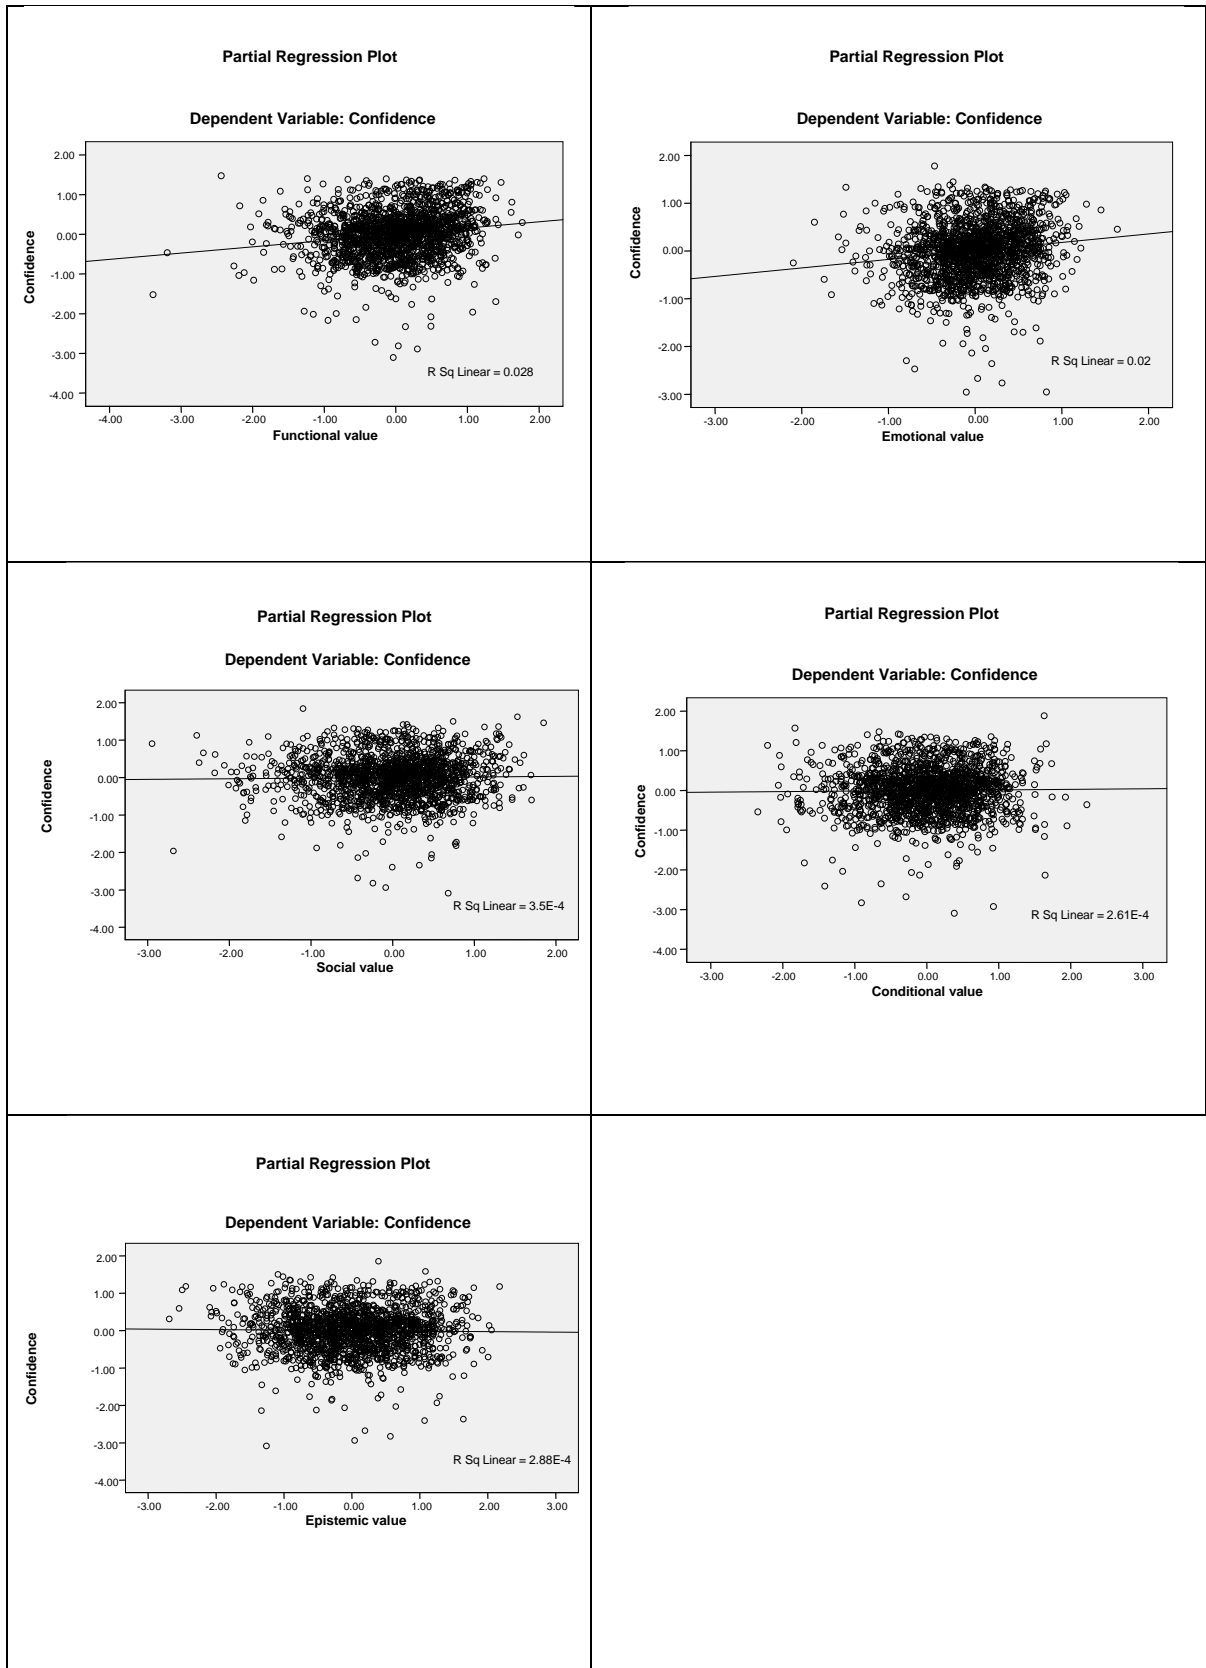 Partial Regression Plot
Dependent Variable: Confidence
Confidence
2.00
1.00
0.00
-1.00
-2.00
-3.00
-4.00
R Sq Linear = 0.028
-4.00 -3.00 -2.00 -1.00 0.00 1.00 2.00
Functional value
Partial Regression Plot
Dependent Variable: Confidence
Confidence
2.00
1.00
0.00
-1.00
-2.00
-3.00
R Sq Linear = 0.02
-3.00 -2.00 -1.00 0.00 1.00 2.00
Emotional value
Partial Regression Plot
Dependent Variable: Confidence
Confidence
2.00
1.00
0.00
-1.00
-2.00
-3.00
-4.00
R Sq Linear = 3.5E-4
-3.00 -2.00 -1.00 0.00 1.00 2.00
Social value
Partial Regression Plot
Dependent Variable: Confidence
Confidence
2.00
1.00
0.00
-1.00
-2.00
-3.00
-4.00
R Sq Linear = 2.61E-4
-3.00 -2.00 -1.00 0.00 1.00 2.00 3.00
Conditional value
Partial Regression Plot
Dependent Variable: Confidence
Confidence
2.00
1.00
0.00
-1.00
-2.00
-3.00
-4.00
R Sq Linear = 2.88E-4
-3.00 -2.00 -1.00 0.00 1.00 2.00 3.00
Epistemic value